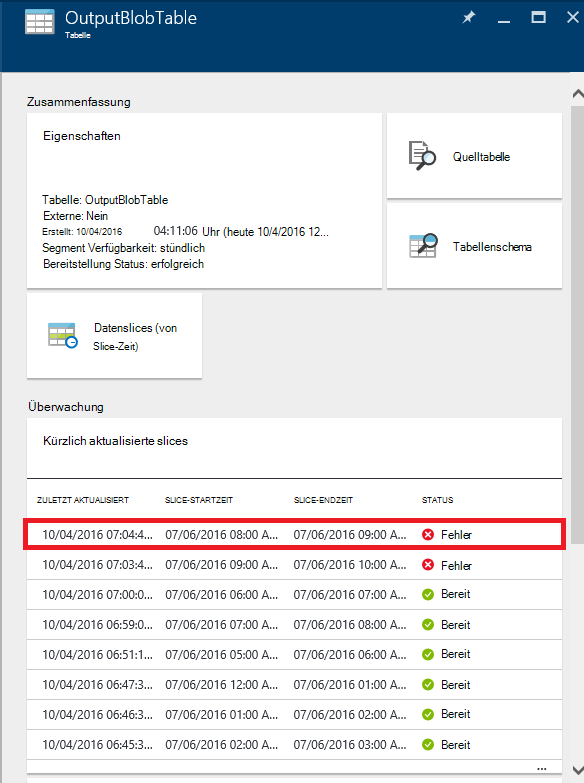 OutputBlobTable
Tabelle
Zusammenfassung
Eigenschaften
Tabelle: OutputBlobTable
Externe: Nein
Erstellt: 10/04/2016 04:11:06 Uhr (heute 10/4/2016 12...
Segment Verfügbarkeit: stündlich
Bereitstellung Status: erfolgreich
Quelltabelle
Tabellenschema
Datenslices (von
Slice-Zeit)
Überwachung
Kürzlich aktualisierte slices
ZULETZT AKTUALISIERT SLICE-STARTZEIT SLICE-ENDZEIT STATUS
10/04/2016 07:04:4... 07/06/2016 08:00 A... 07/06/2016 09:00 A... Fehler
10/04/2016 07:03:4... 07/06/2016 09:00 A... 07/06/2016 10:00 A... Fehler
10/04/2016 07:00:0... 07/06/2016 06:00 A... 07/06/2016 07:00 A... Bereit
10/04/2016 06:59:0... 07/06/2016 07:00 A... 07/06/2016 08:00 A... Bereit
10/04/2016 06:51:1... 07/06/2016 05:00 A... 07/06/2016 06:00 A... Bereit
10/04/2016 06:47:3... 07/06/2016 12:00 A... 07/06/2016 01:00 A... Bereit
10/04/2016 06:46:3... 07/06/2016 01:00 A... 07/06/2016 02:00 A... Bereit
10/04/2016 06:45:3... 07/06/2016 02:00 A... 07/06/2016 03:00 A... Bereit
...